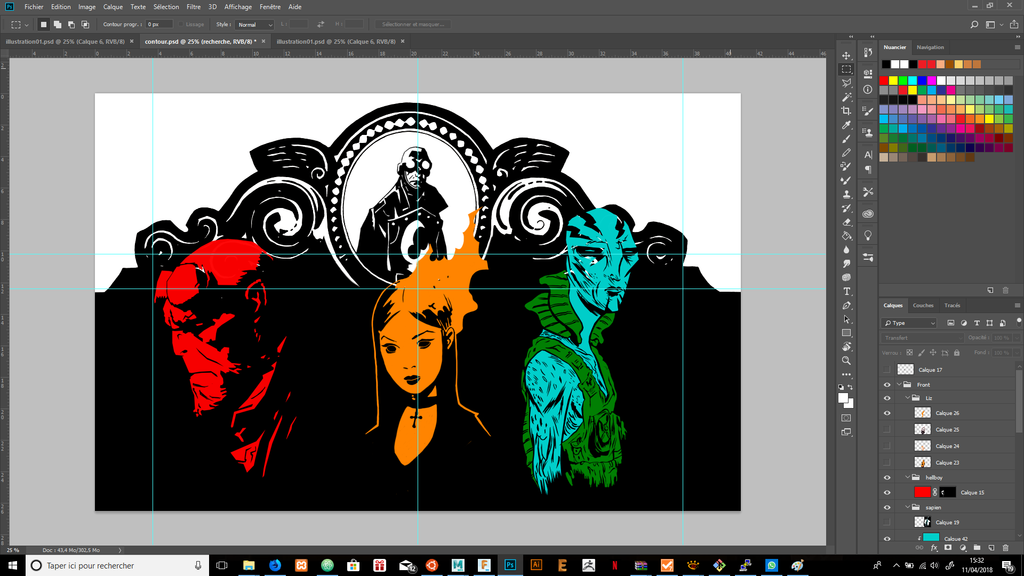 Fichier Edition Image Calque Texte Sélection Filtre 3D Affichage Fenêtre Aide
Contour progr. : 0 px Lissage Style : Normal Sélectionner et masquer...
illustration01.psd @ 25% (Calque 6, RVB/8) × contour.psd @ 25% (recherche, RVB/8) * × illustration01.psd @ 25% (Calque 6, RVB/8) ×
Nuancier Navigation
Calques Couches Tracés
Type
Transfert Opacité : 100 %
Verrou : Fond : 100 %
Calque 17
Front
Liz
Calque 26
Calque 25
Calque 24
Calque 23
hellboy
Calque 15
sapien
Calque 19
Calque 42
25 % Doc : 43,4 Mo/302,5 Mo
Taper ici pour rechercher
15:32
11/04/2018